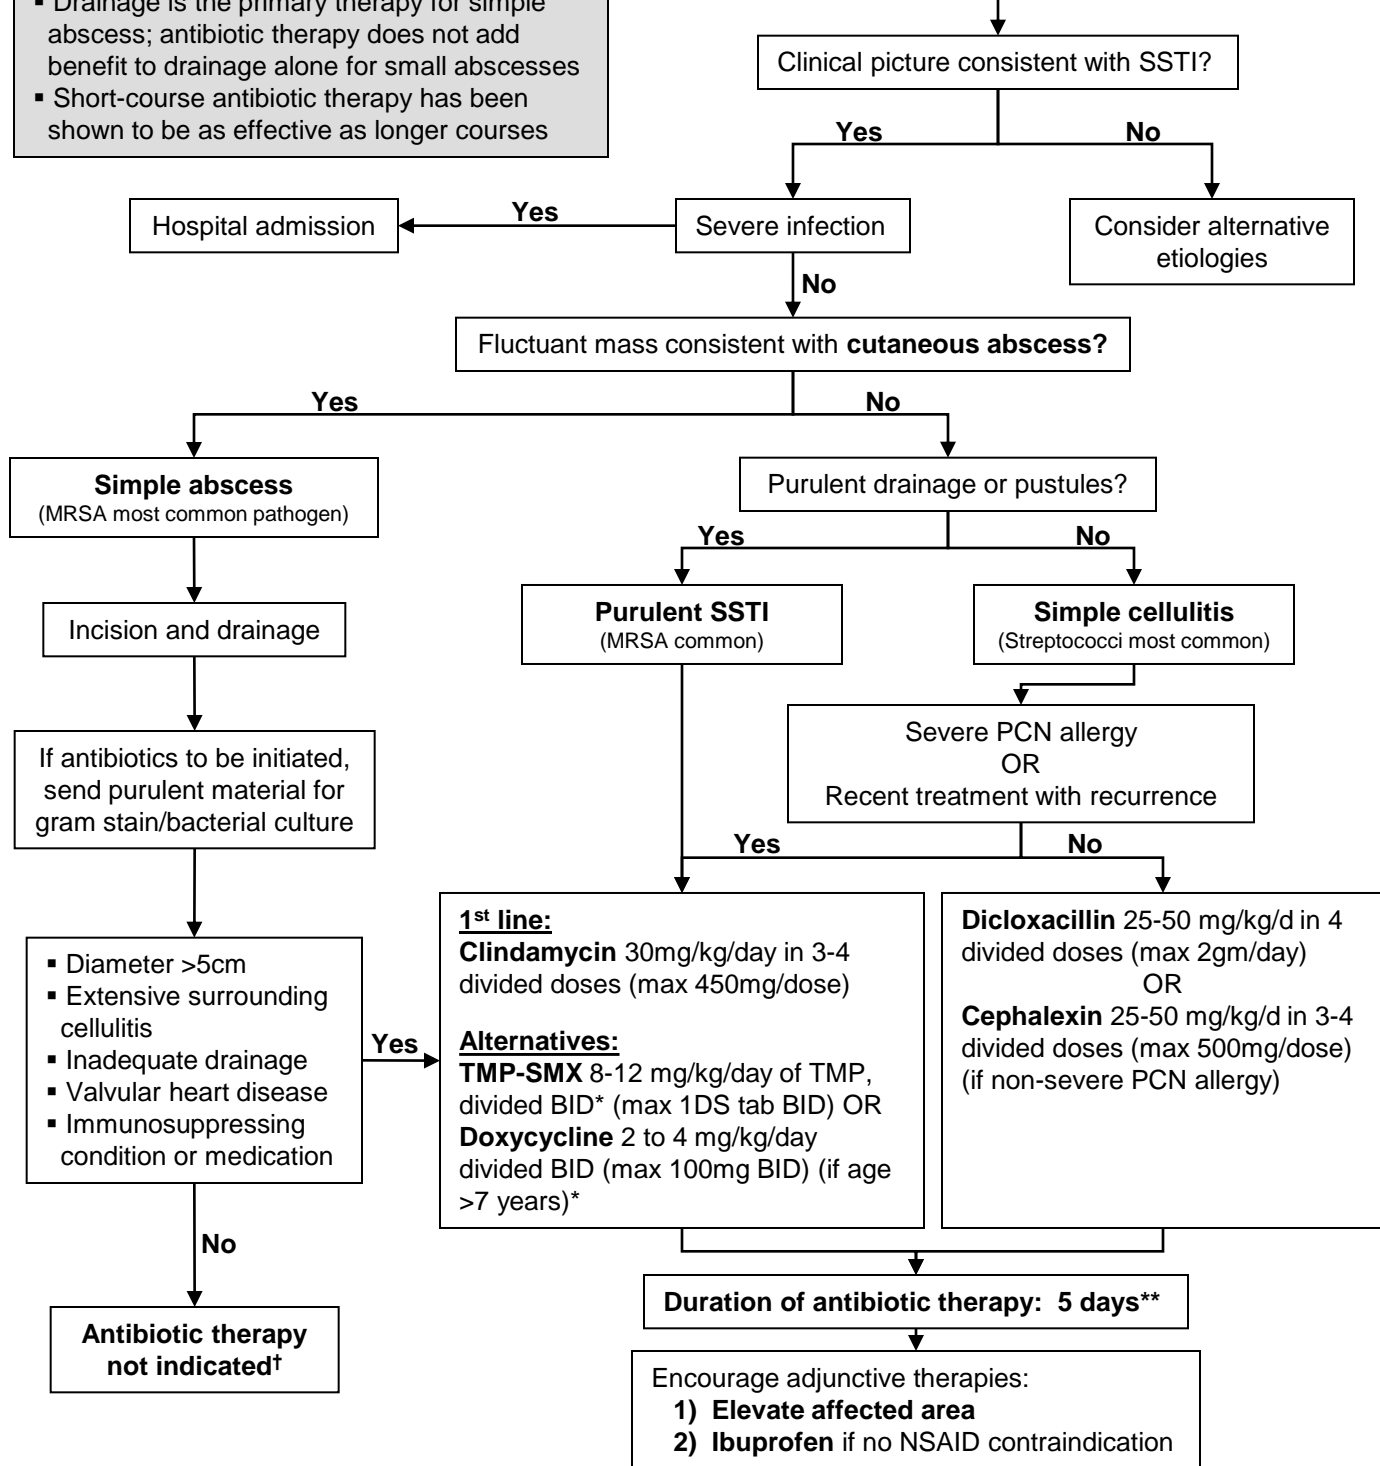 ▪ Drainage is the primary therapy for simple
abscess; antibiotic therapy does not add
benefit to drainage alone for small abscesses
▪ Short-course antibiotic therapy has been
shown to be as effective as longer courses
Clinical picture consistent with SSTI?
Yes
No
Hospital admission
Yes
Severe infection
Consider alternative
etiologies
No
Fluctuant mass consistent with cutaneous abscess?
Yes
No
Simple abscess
(MRSA most common pathogen)
Purulent drainage or pustules?
Yes
No
Incision and drainage
Purulent SSTI
(MRSA common)
Simple cellulitis
(Streptococci most common)
If antibiotics to be initiated,
send purulent material for
gram stain/bacterial culture
Severe PCN allergy
OR
Recent treatment with recurrence
Yes
No
▪ Diameter >5cm
▪ Extensive surrounding
cellulitis
▪ Inadequate drainage
▪ Valvular heart disease
▪ Immunosuppressing
condition or medication
Yes
1st line:
Clindamycin 30mg/kg/day in 3-4
divided doses (max 450mg/dose)
Alternatives:
TMP-SMX 8-12 mg/kg/day of TMP,
divided BID* (max 1DS tab BID) OR
Doxycycline 2 to 4 mg/kg/day
divided BID (max 100mg BID) (if age
>7 years)*
Dicloxacillin 25-50 mg/kg/d in 4
divided doses (max 2gm/day)
OR
Cephalexin 25-50 mg/kg/d in 3-4
divided doses (max 500mg/dose)
(if non-severe PCN allergy)
No
Antibiotic therapy
not indicated†
Duration of antibiotic therapy: 5 days**
Encourage adjunctive therapies:
1) Elevate affected area
2) Ibuprofen if no NSAID contraindication